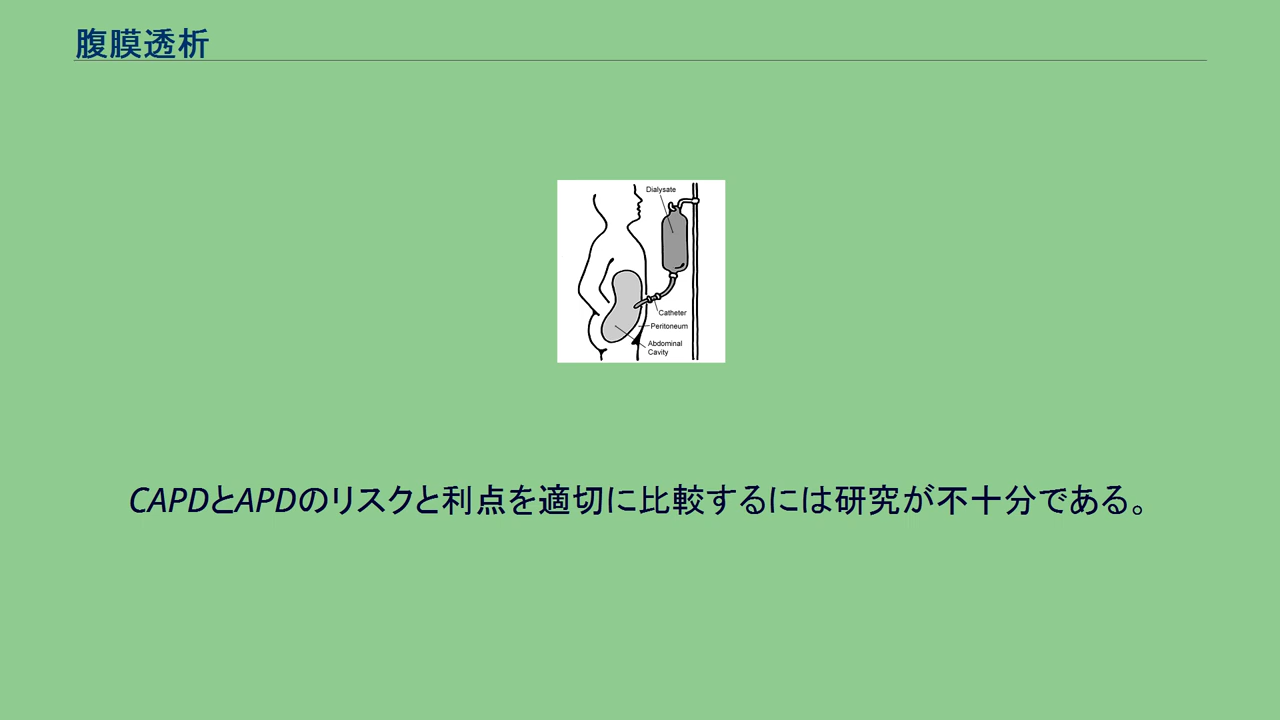 腹膜透析
Dialysate
Catheter
Peritoneum
Abdominal
Cavity
CAPDとAPDのリスクと利点を適切に比較するには研究が不十分である。